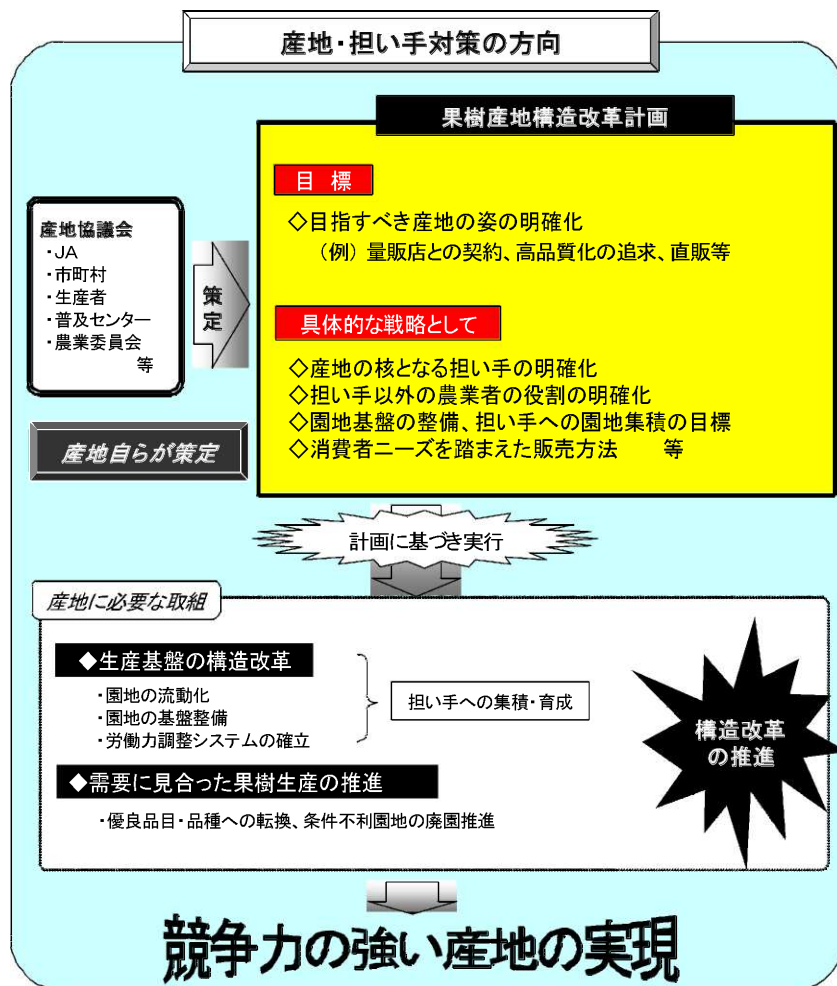 産地・担い手対策の方向
果樹産地構造改革計画
目 標
◇目指すべき産地の姿の明確化
（例）量販店との契約、高品質化の追求、直販等
産地協議会
・JA
・市町村
・生産者
・普及センター
・農業委員会
等
策定
具体的な戦略として
◇産地の核となる担い手の明確化
◇担い手以外の農業者の役割の明確化
◇園地基盤の整備、担い手への園地集積の目標
◇消費者ニーズを踏まえた販売方法 等
産地自らが策定
計画に基づき実行
産地に必要な取組
◆生産基盤の構造改革
・園地の流動化
・園地の基盤整備
・労働力調整システムの確立
担い手への集積・育成
構造改革
の推進
◆需要に見合った果樹生産の推進
・優良品目・品種への転換、条件不利園地の廃園推進
競争力の強い産地の実現